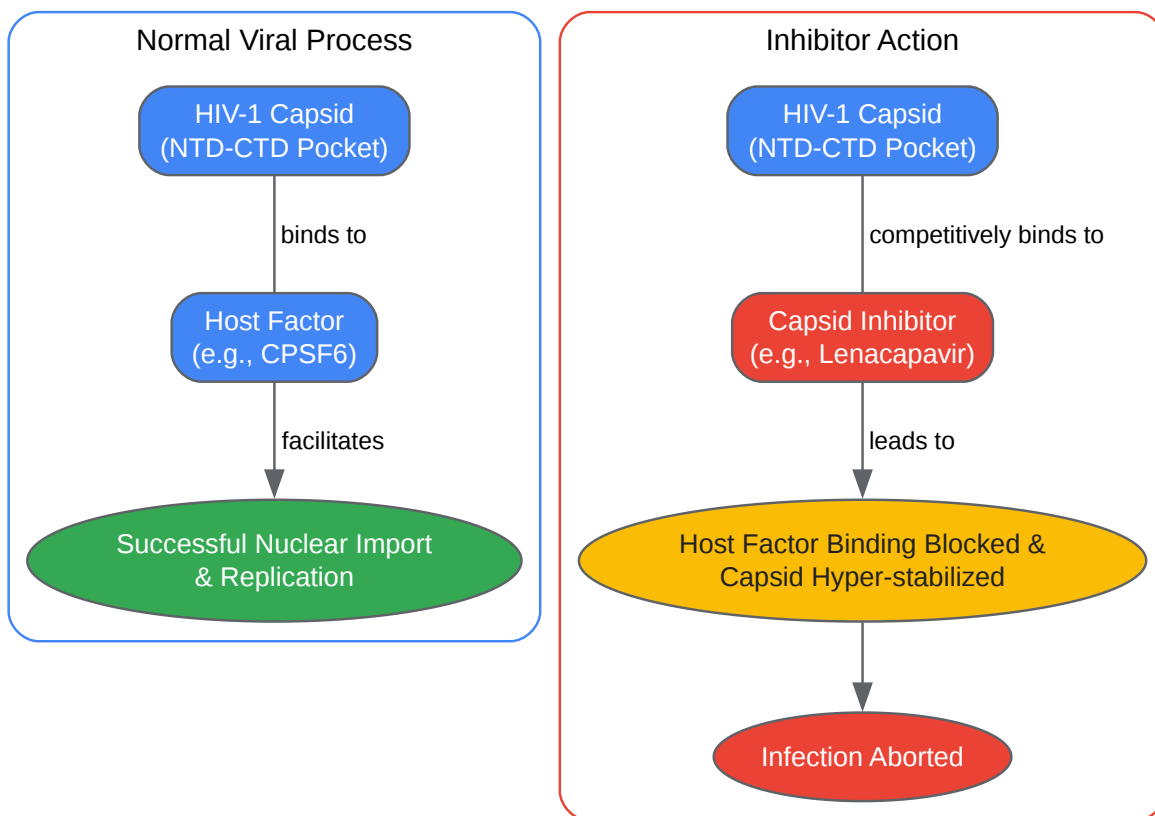 Normal Viral Process
HIV-1 Capsid
(NTD-CTD Pocket)
binds to
Host Factor
(e.g., CPSF6)
facilitates
Successful Nuclear Import
& Replication
Inhibitor Action
HIV-1 Capsid
(NTD-CTD Pocket)
competitively binds to
Capsid Inhibitor
(e.g., Lenacapavir)
leads to
Host Factor Binding Blocked &
Capsid Hyper-stabilized
Infection Aborted